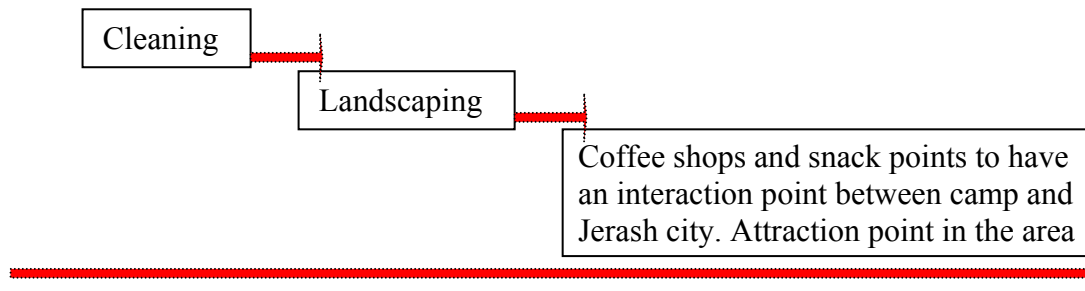 Cleaning
Landscaping
Coffee shops and snack points to have
an interaction point between camp and
Jerash city. Attraction point in the area